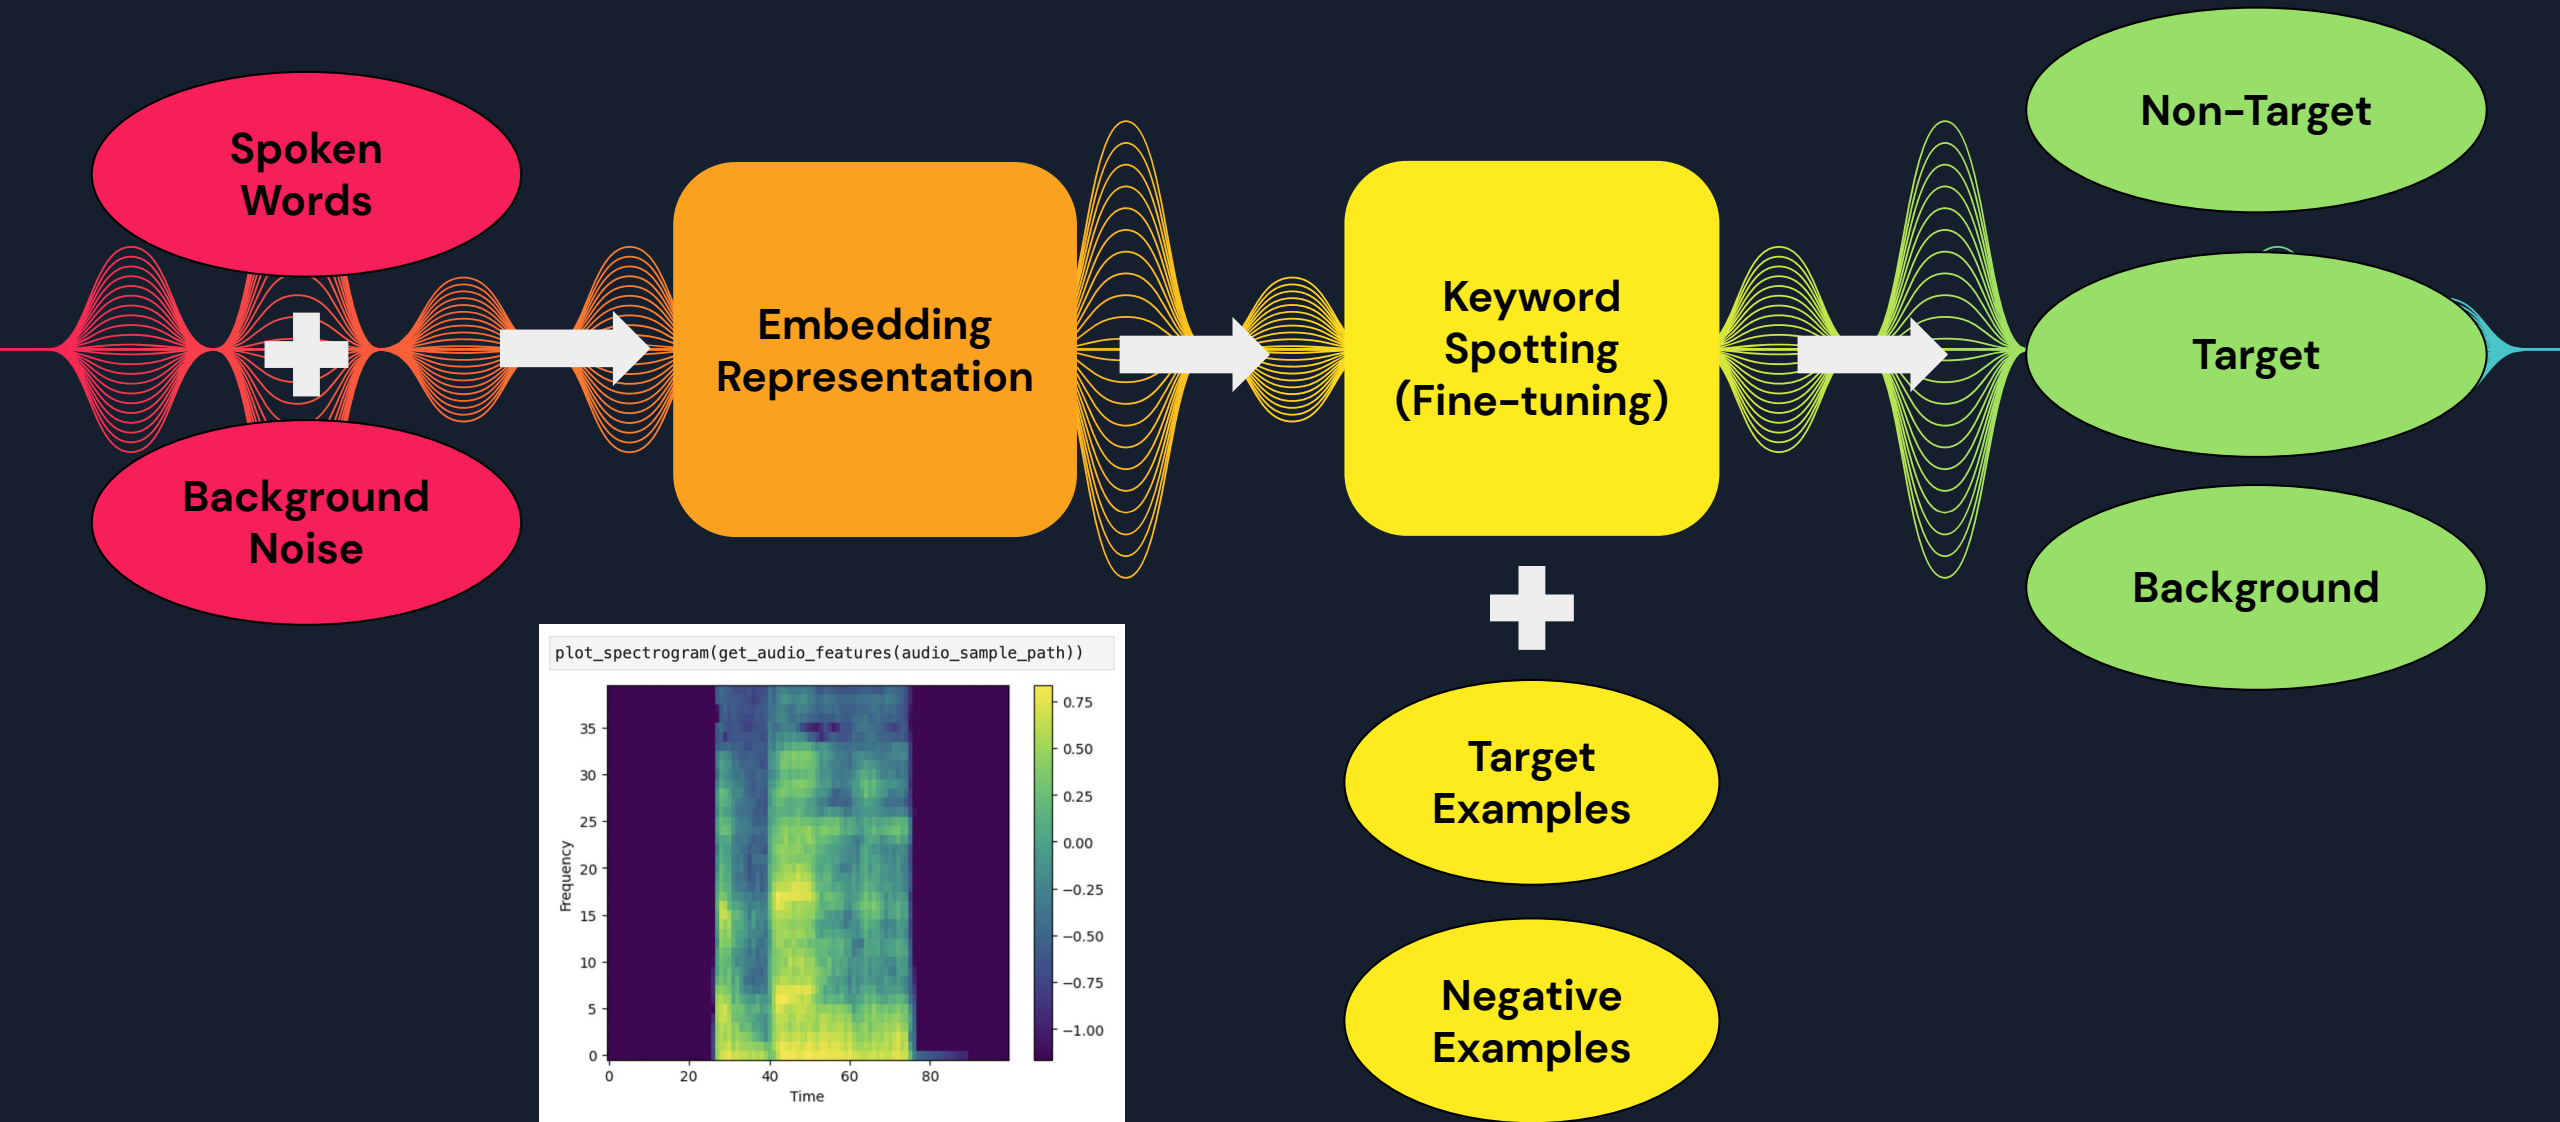 Spoken
Words
Background
Noise
Embedding
Representation
Keyword
Spotting
(Fine-tuning)
Target
Examples
Negative
Examples
Non-Target
Target
Background
plot_spectrogram(get_audio_features(audio_sample_path))
Frequency
35
30
25
20
15
10
5
0
0 20 40 60 80
Time
0.75
0.50
0.25
0.00
−0.25
−0.50
−0.75
−1.00